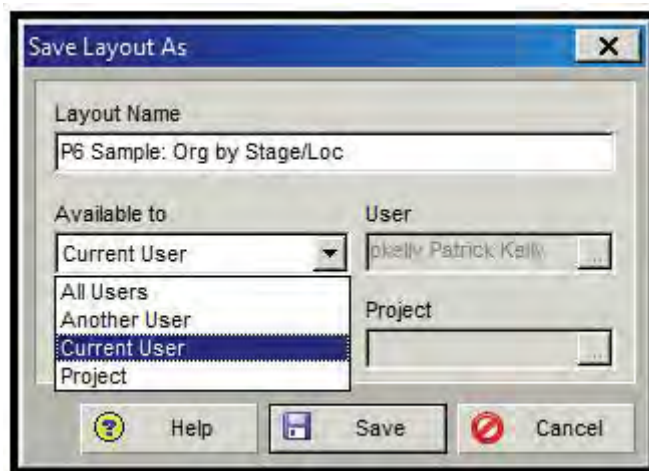 Save Layout As
Layout Name
P6 Sample: Org by Stage/Loc
Available to
User
Current User
pkelly Patrick Kelly
...
All Users
Another User
Current User
Project
Project
...
Help
Save
Cancel